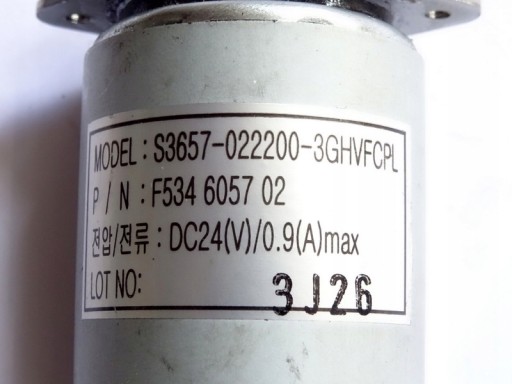 MODEL : S3657-022200-3GHVFCPL
P / N : F534 6057 02
전압/전류 : DC24(V)/0.9(A)max
LOT NO: 3J26